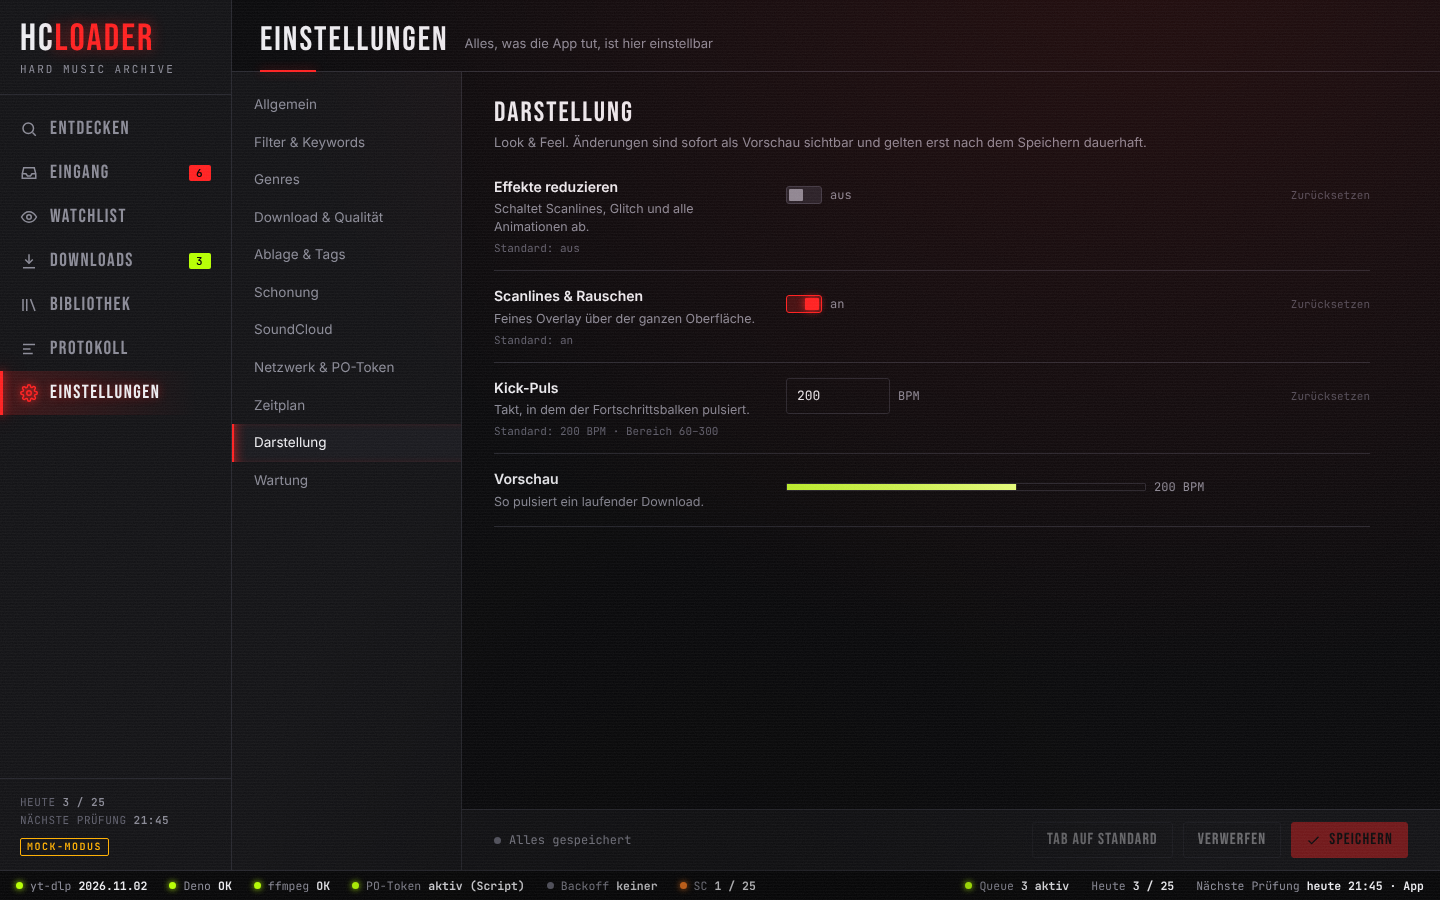 HCLOADER
HARD MUSIC ARCHIVE
ENTDECKEN
EINGANG 6
WATCHLIST
DOWNLOADS 3
BIBLIOTHEK
PROTOKOLL
EINSTELLUNGEN
HEUTE 3 / 25
NÄCHSTE PRÜFUNG 21:45
MOCK-MODUS
EINSTELLUNGEN Alles, was die App tut, ist hier einstellbar
Allgemein
Filter & Keywords
Genres
Download & Qualität
Ablage & Tags
Schonung
SoundCloud
Netzwerk & PO-Token
Zeitplan
Darstellung
Wartung
DARSTELLUNG
Look & Feel. Änderungen sind sofort als Vorschau sichtbar und gelten erst nach dem Speichern dauerhaft.
Effekte reduzieren
Schaltet Scanlines, Glitch und alle
Animationen ab.
Standard: aus
aus
Zurücksetzen
Scanlines & Rauschen
Feines Overlay über der ganzen Oberfläche.
Standard: an
an
Zurücksetzen
Kick-Puls
Takt, in dem der Fortschrittsbalken pulsiert.
Standard: 200 BPM · Bereich 60–300
200 BPM
Zurücksetzen
Vorschau
So pulsiert ein laufender Download.
200 BPM
Alles gespeichert
TAB AUF STANDARD
VERWERFEN
SPEICHERN
yt-dlp 2026.11.02 Deno OK ffmpeg OK PO-Token aktiv (Script) Backoff keiner SC 1 / 25 Queue 3 aktiv Heute 3 / 25 Nächste Prüfung heute 21:45 · App